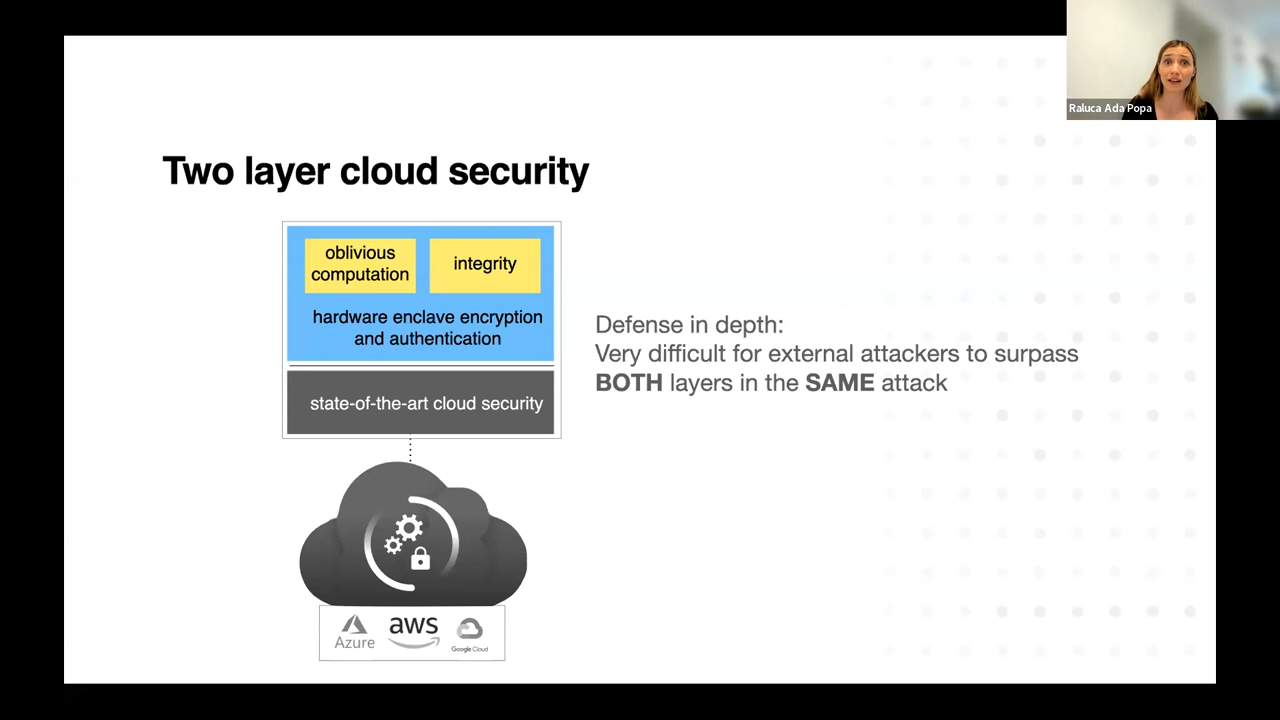 Raluca Ada Popa
Two layer cloud security
oblivious
computation
integrity
hardware enclave encryption
and authentication
state-of-the-art cloud security
Defense in depth:
Very difficult for external attackers to surpass
BOTH layers in the SAME attack
Azure
aws
Google Cloud